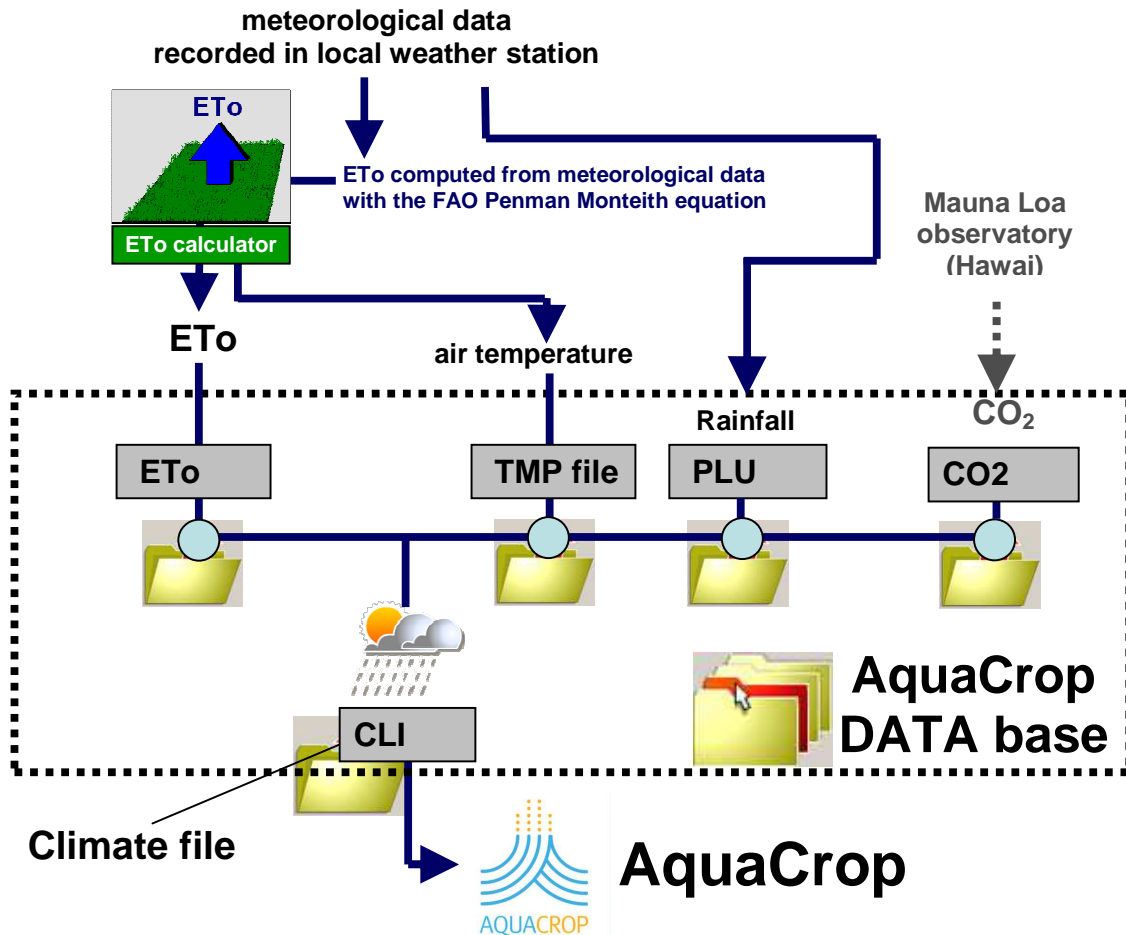 meteorological data
recorded in local weather station
ETo
ETo computed from meteorological data
with the FAO Penman Monteith equation
ETo calculator
Mauna Loa
observatory
(Hawai)
ETo
air temperature
Rainfall
CO₂
ETo
TMP file
PLU
CO2
AquaCrop
DATA base
CLI
Climate file
AquaCrop
AQUACROP